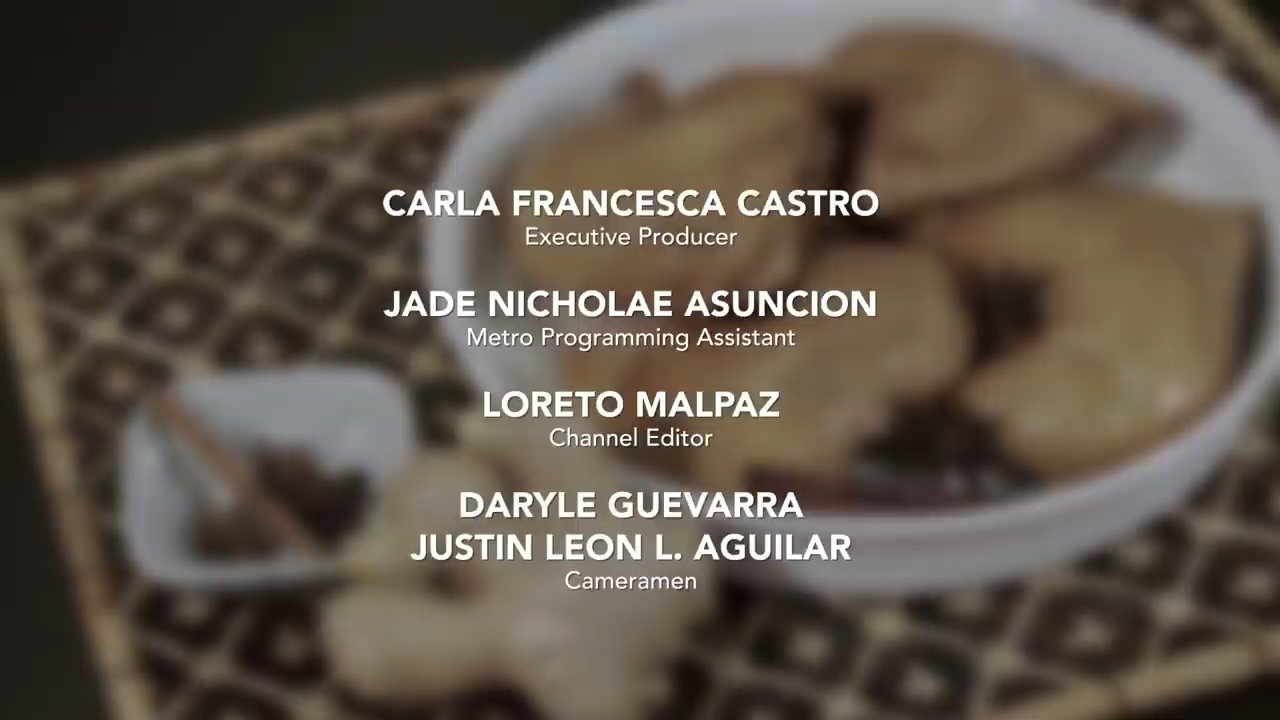 CARLA FRANCESCA CASTRO
Executive Producer
JADE NICHOLAE ASUNCION
Metro Programming Assistant
LORETO MALPAZ
Channel Editor
DARYLE GUEVARRA
JUSTIN LEON L. AGUILAR
Cameramen